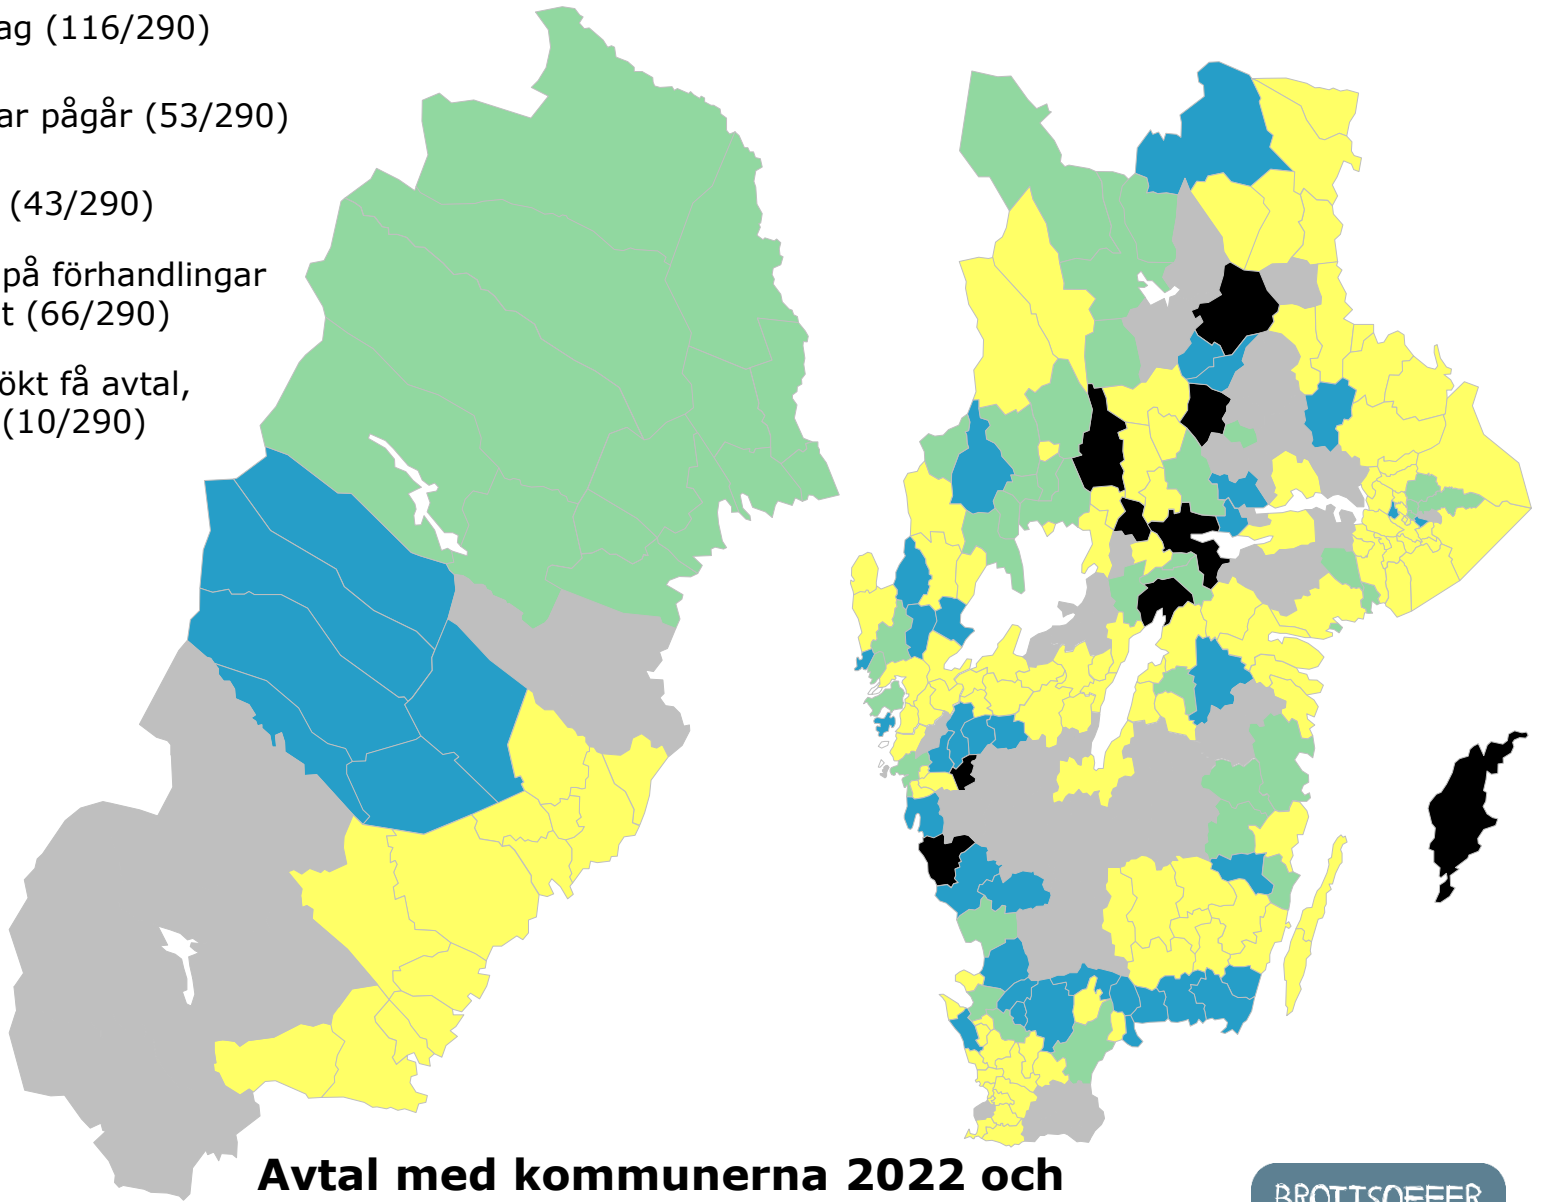 ag (116/290)
ar pågår (53/290)
(43/290)
på förhandlingar
t (66/290)
ökt få avtal,
(10/290)
Avtal med kommunerna 2022 och
BROTTSOFFER